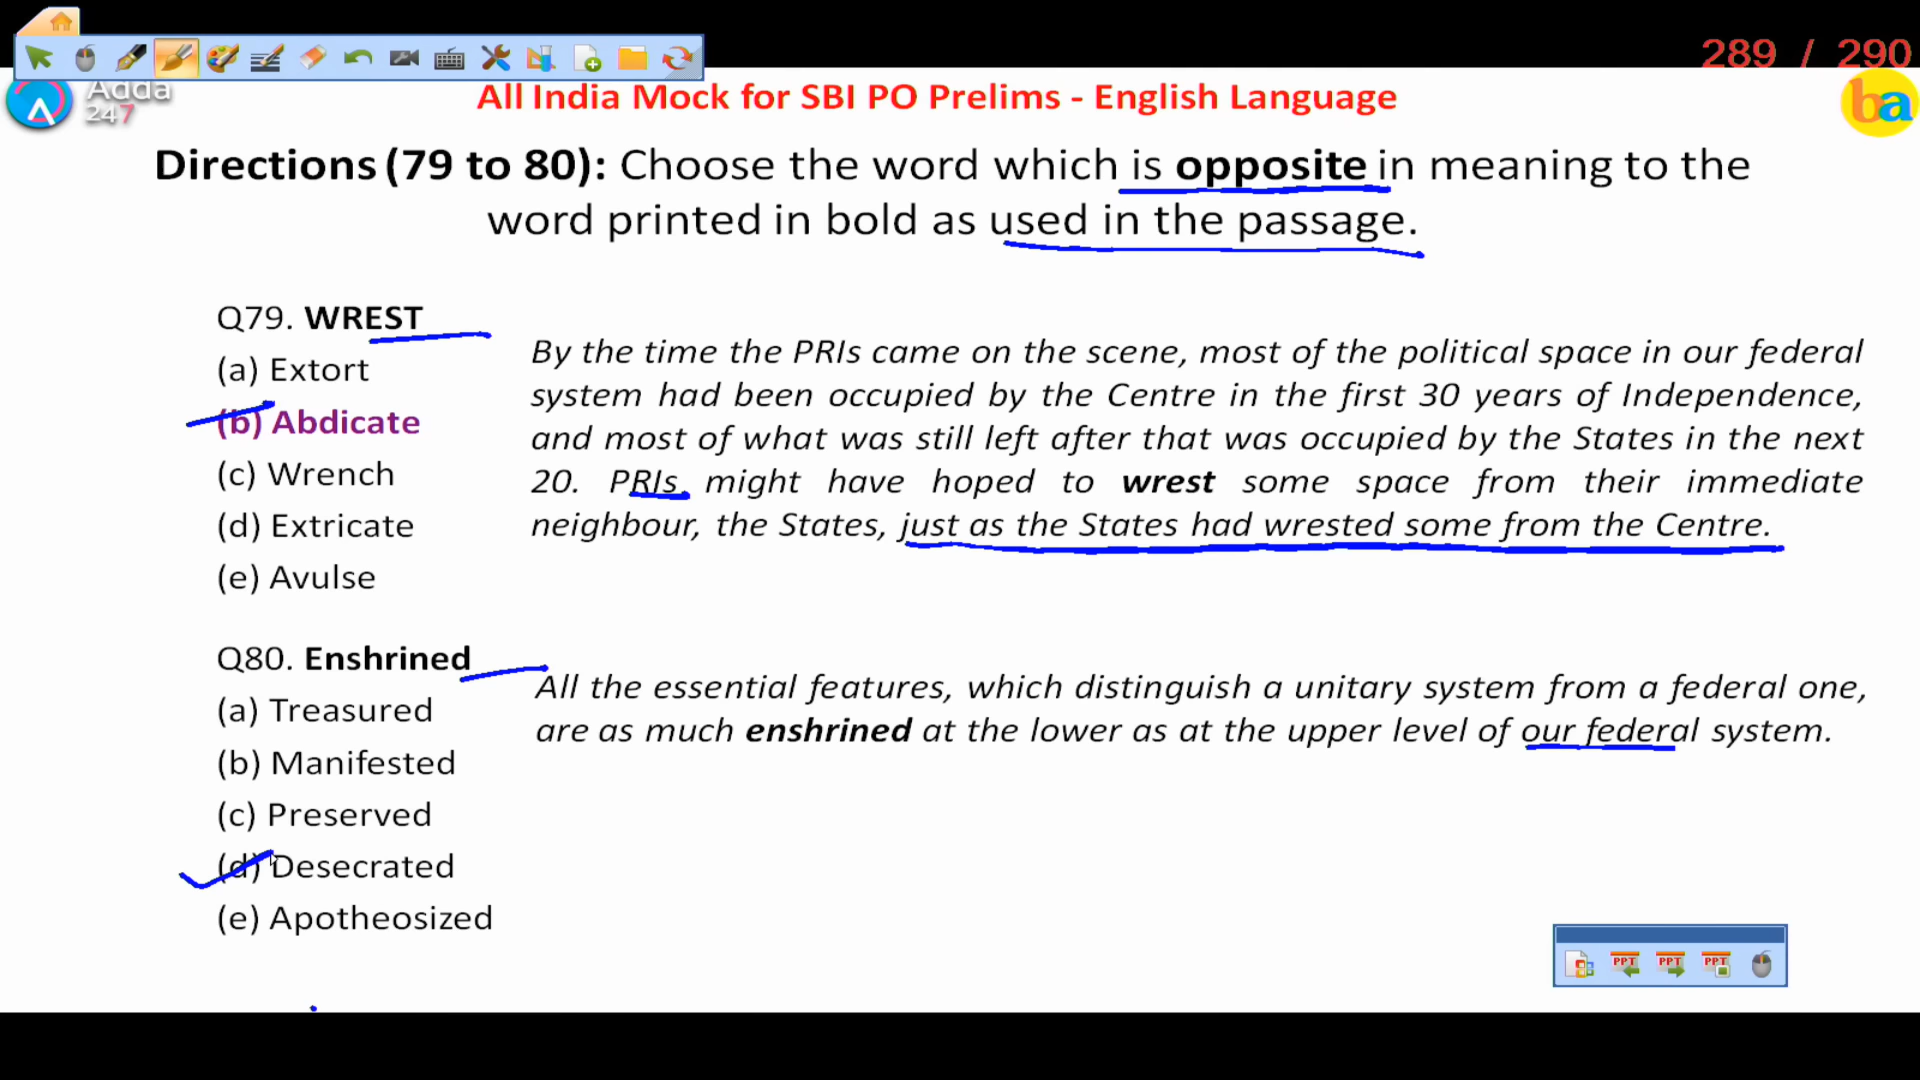 289 / 290
Adda
247
All India Mock for SBI PO Prelims - English Language
ba
Directions (79 to 80): Choose the word which is opposite in meaning to the
word printed in bold as used in the passage.
Q79. WREST
(a) Extort
(b) Abdicate
(c) Wrench
(d) Extricate
(e) Avulse
By the time the PRIs came on the scene, most of the political space in our federal
system had been occupied by the Centre in the first 30 years of Independence,
and most of what was still left after that was occupied by the States in the next
20. PRIs might have hoped to wrest some space from their immediate
neighbour, the States, just as the States had wrested some from the Centre.
Q80. Enshrined
(a) Treasured
(b) Manifested
(c) Preserved
(d) Desecrated
(e) Apotheosized
All the essential features, which distinguish a unitary system from a federal one,
are as much enshrined at the lower as at the upper level of our federal system.
PPT PPT PPT